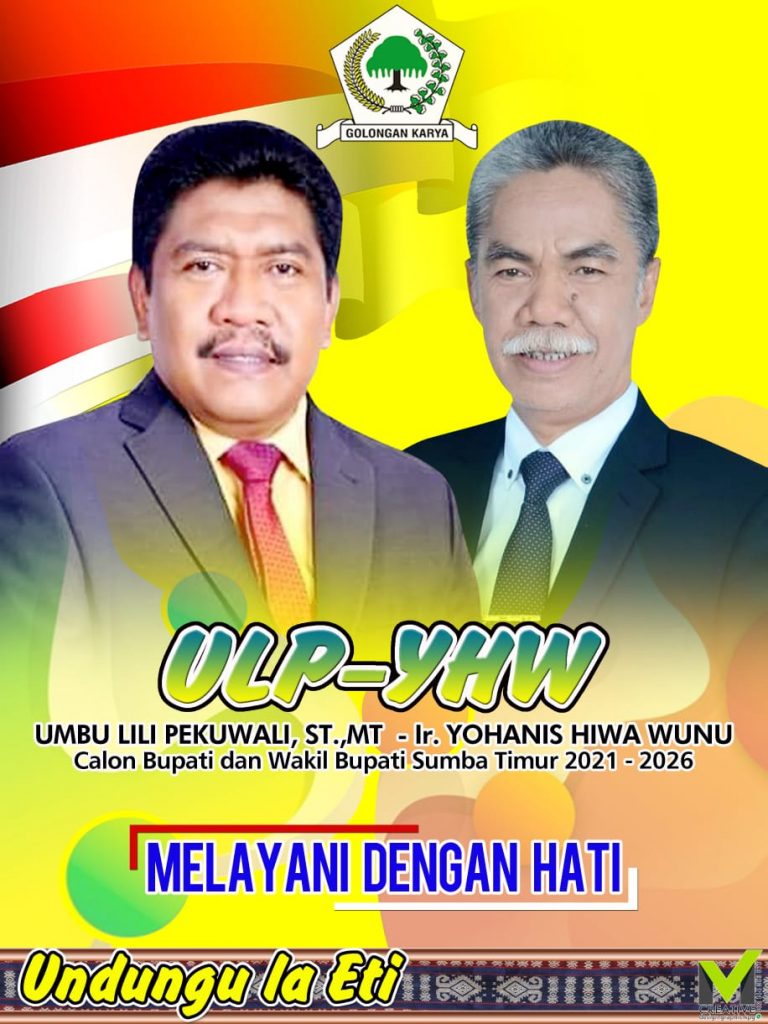 GOLONGAN KARYA
ULP-YHW
UMBU LILI PEKUWALI, ST.,MT - Ir. YOHANIS HIWA WUNU
Calon Bupati dan Wakil Bupati Sumba Timur 2021 - 2026
MELAYANI DENGAN HATI
Undungu la Eti
CREATIVE